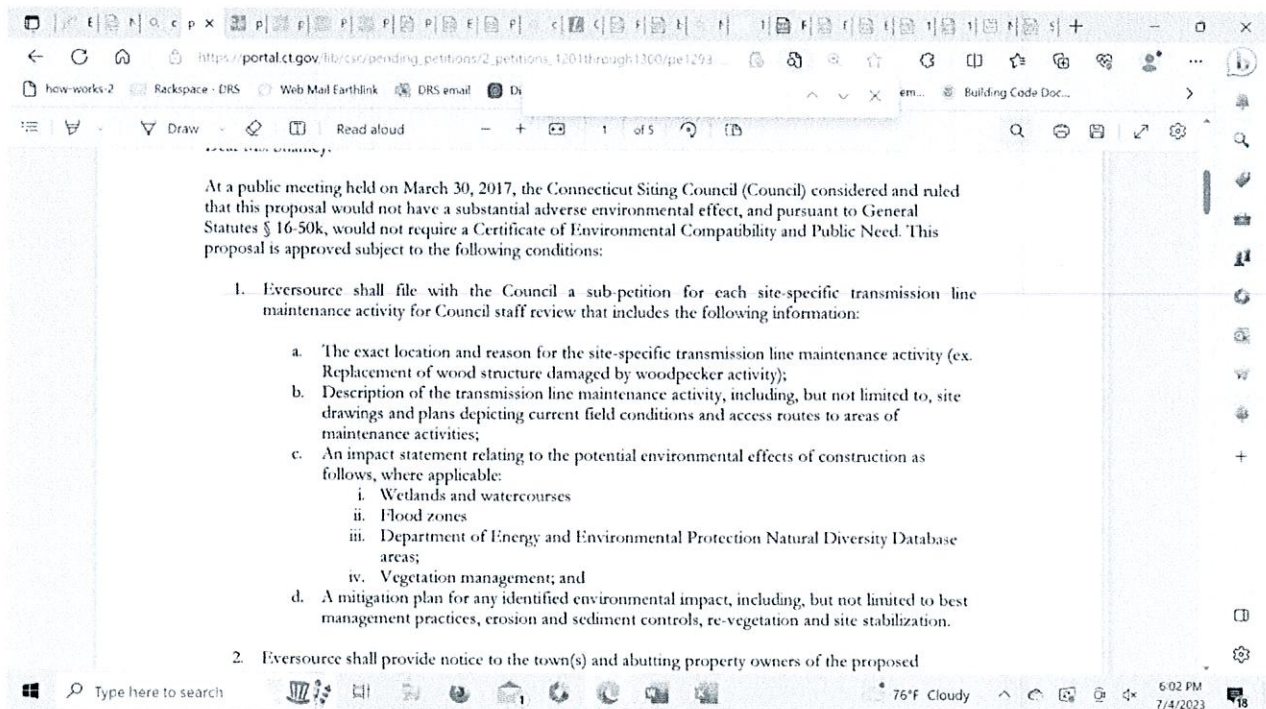 https://portal.ct.gov/lib/csc/pending_petitions/2_petitions_1201through1300/pe1293
how-works-2 Rackspace - DRS Web Mail Earthlink DRS email Di em... Building Code Doc...
Draw Read aloud 1 of 5
At a public meeting held on March 30, 2017, the Connecticut Siting Council (Council) considered and ruled
that this proposal would not have a substantial adverse environmental effect, and pursuant to General
Statutes § 16-50k, would not require a Certificate of Environmental Compatibility and Public Need. This
proposal is approved subject to the following conditions:
1. Eversource shall file with the Council a sub-petition for each site-specific transmission line
maintenance activity for Council staff review that includes the following information:
a. The exact location and reason for the site-specific transmission line maintenance activity (ex.
Replacement of wood structure damaged by woodpecker activity);
b. Description of the transmission line maintenance activity, including, but not limited to, site
drawings and plans depicting current field conditions and access routes to areas of
maintenance activities;
c. An impact statement relating to the potential environmental effects of construction as
follows, where applicable:
i. Wetlands and watercourses
ii. Flood zones
iii. Department of Energy and Environmental Protection Natural Diversity Database
areas;
iv. Vegetation management; and
d. A mitigation plan for any identified environmental impact, including, but not limited to best
management practices, erosion and sediment controls, re-vegetation and site stabilization.
2. Eversource shall provide notice to the town(s) and abutting property owners of the proposed
Type here to search 76°F Cloudy 6:02 PM
7/4/2023
18